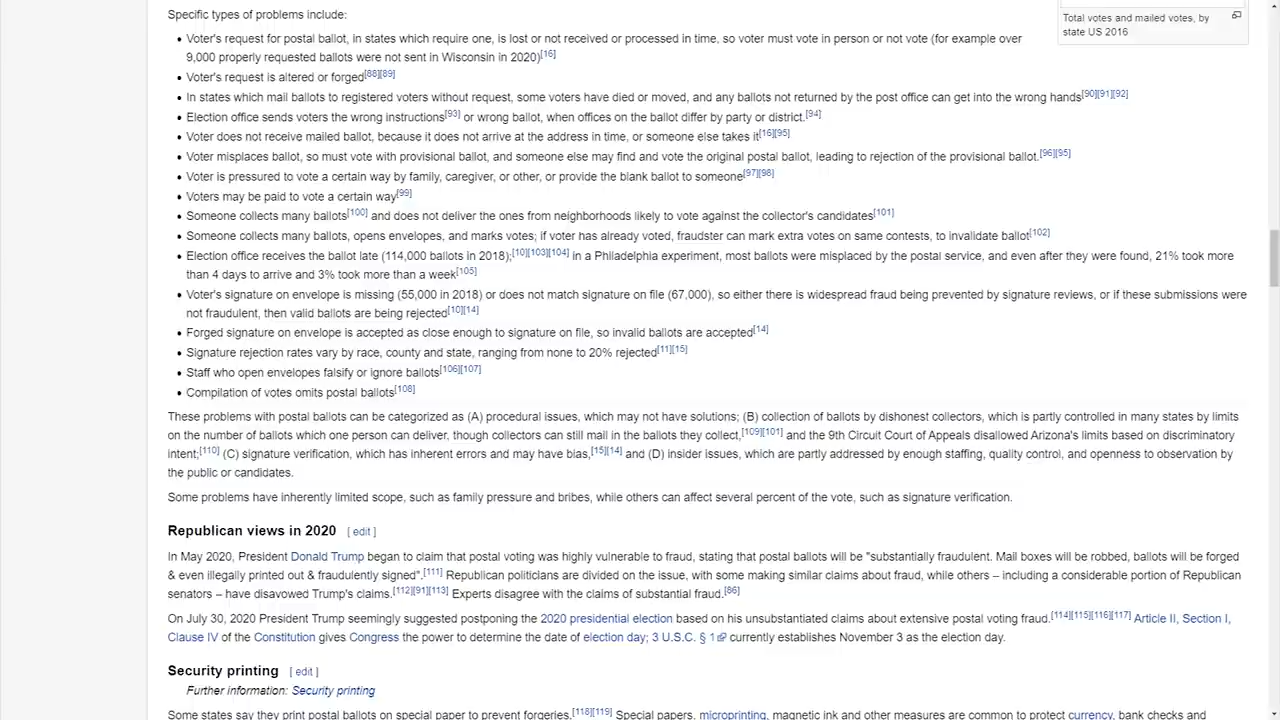 Specific types of problems include:
Total votes and mailed votes, by
state US 2016
• Voter's request for postal ballot, in states which require one, is lost or not received or processed in time, so voter must vote in person or not vote (for example over
9,000 properly requested ballots were not sent in Wisconsin in 2020)[16]
• Voter's request is altered or forged[88][89]
• In states which mail ballots to registered voters without request, some voters have died or moved, and any ballots not returned by the post office can get into the wrong hands[90][91][92]
• Election office sends voters the wrong instructions[93] or wrong ballot, when offices on the ballot differ by party or district.[94]
• Voter does not receive mailed ballot, because it does not arrive at the address in time, or someone else takes it[16][95]
• Voter misplaces ballot, so must vote with provisional ballot, and someone else may find and vote the original postal ballot, leading to rejection of the provisional ballot.[96][95]
• Voter is pressured to vote a certain way by family, caregiver, or other, or provide the blank ballot to someone[97][98]
• Voters may be paid to vote a certain way[99]
• Someone collects many ballots[100] and does not deliver the ones from neighborhoods likely to vote against the collector's candidates[101]
• Someone collects many ballots, opens envelopes, and marks votes; if voter has already voted, fraudster can mark extra votes on same contests, to invalidate ballot[102]
• Election office receives the ballot late (114,000 ballots in 2018);[10][103][104] in a Philadelphia experiment, most ballots were misplaced by the postal service, and even after they were found, 21% took more
than 4 days to arrive and 3% took more than a week[105]
• Voter's signature on envelope is missing (55,000 in 2018) or does not match signature on file (67,000), so either there is widespread fraud being prevented by signature reviews, or if these submissions were
not fraudulent, then valid ballots are being rejected[10][14]
• Forged signature on envelope is accepted as close enough to signature on file, so invalid ballots are accepted[14]
• Signature rejection rates vary by race, county and state, ranging from none to 20% rejected[11][15]
• Staff who open envelopes falsify or ignore ballots[106][107]
• Compilation of votes omits postal ballots[108]
These problems with postal ballots can be categorized as (A) procedural issues, which may not have solutions; (B) collection of ballots by dishonest collectors, which is partly controlled in many states by limits
on the number of ballots which one person can deliver, though collectors can still mail in the ballots they collect,[109][101] and the 9th Circuit Court of Appeals disallowed Arizona's limits based on discriminatory
intent;[110] (C) signature verification, which has inherent errors and may have bias,[15][14] and (D) insider issues, which are partly addressed by enough staffing, quality control, and openness to observation by
the public or candidates.
Some problems have inherently limited scope, such as family pressure and bribes, while others can affect several percent of the vote, such as signature verification.
Republican views in 2020 [ edit ]
In May 2020, President Donald Trump began to claim that postal voting was highly vulnerable to fraud, stating that postal ballots will be "substantially fraudulent. Mail boxes will be robbed, ballots will be forged
& even illegally printed out & fraudulently signed".[111] Republican politicians are divided on the issue, with some making similar claims about fraud, while others – including a considerable portion of Republican
senators – have disavowed Trump's claims.[112][91][113] Experts disagree with the claims of substantial fraud.[86]
On July 30, 2020 President Trump seemingly suggested postponing the 2020 presidential election based on his unsubstantiated claims about extensive postal voting fraud.[114][115][116][117] Article II, Section I,
Clause IV of the Constitution gives Congress the power to determine the date of election day; 3 U.S.C. § 1 currently establishes November 3 as the election day.
Security printing [ edit ]
Further information: Security printing
Some states say they print postal ballots on special paper to prevent forgeries.[118][119] Special papers, microprinting, magnetic ink and other measures are common to protect currency, bank checks and